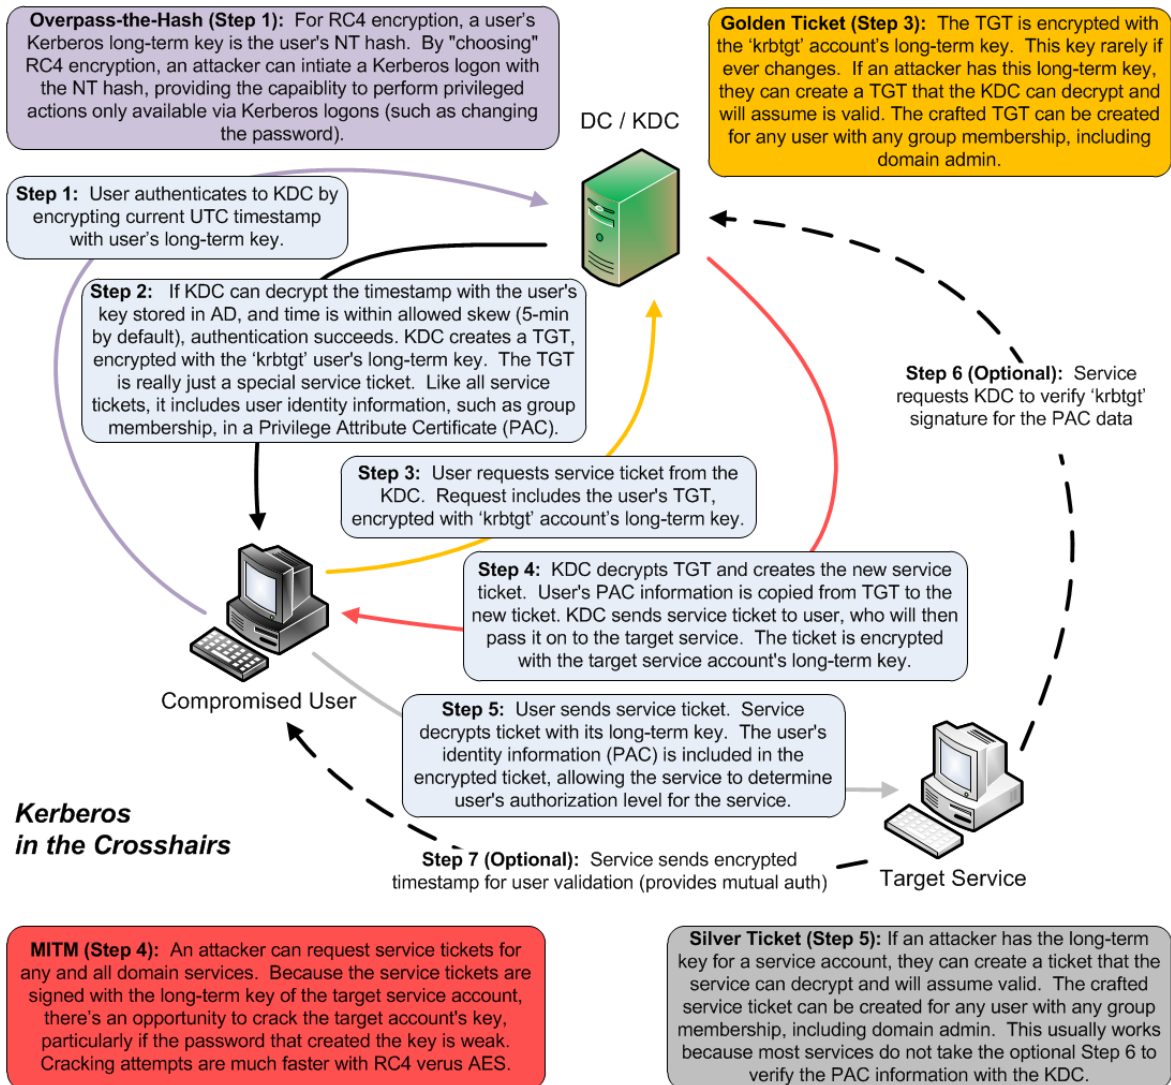 Overpass-the-Hash (Step 1): For RC4 encryption, a user's
Kerberos long-term key is the user's NT hash. By "choosing"
RC4 encryption, an attacker can intiate a Kerberos logon with
the NT hash, providing the capaiblity to perform privileged
actions only available via Kerberos logons (such as changing
the password).
Golden Ticket (Step 3): The TGT is encrypted with
the ‘krbtgt’ account’s long-term key. This key rarely if
ever changes. If an attacker has this long-term key,
they can create a TGT that the KDC can decrypt and
will assume is valid. The crafted TGT can be created
for any user with any group membership, including
domain admin.
DC / KDC
Step 1: User authenticates to KDC by
encrypting current UTC timestamp
with user’s long-term key.
Step 2: If KDC can decrypt the timestamp with the user's
key stored in AD, and time is within allowed skew (5-min
by default), authentication succeeds. KDC creates a TGT,
encrypted with the ‘krbtgt’ user's long-term key. The TGT
is really just a special service ticket. Like all service
tickets, it includes user identity information, such as group
membership, in a Privilege Attribute Certificate (PAC).
Step 6 (Optional): Service
requests KDC to verify ‘krbtgt’
signature for the PAC data
Step 3: User requests service ticket from the
KDC. Request includes the user's TGT,
encrypted with ‘krbtgt’ account’s long-term key.
Step 4: KDC decrypts TGT and creates the new service
ticket. User's PAC information is copied from TGT to the
new ticket. KDC sends service ticket to user, who will then
pass it on to the target service. The ticket is encrypted
with the target service account's long-term key.
Compromised User
Step 5: User sends service ticket. Service
decrypts ticket with its long-term key. The user's
identity information (PAC) is included in the
encrypted ticket, allowing the service to determine
user's authorization level for the service.
Kerberos
in the Crosshairs
Step 7 (Optional): Service sends encrypted
timestamp for user validation (provides mutual auth)
Target Service
MITM (Step 4): An attacker can request service tickets for
any and all domain services. Because the service tickets are
signed with the long-term key of the target service account,
there’s an opportunity to crack the target account's key,
particularly if the password that created the key is weak.
Cracking attempts are much faster with RC4 verus AES.
Silver Ticket (Step 5): If an attacker has the long-term
key for a service account, they can create a ticket that the
service can decrypt and will assume valid. The crafted
service ticket can be created for any user with any group
membership, including domain admin. This usually works
because most services do not take the optional Step 6 to
verify the PAC information with the KDC.